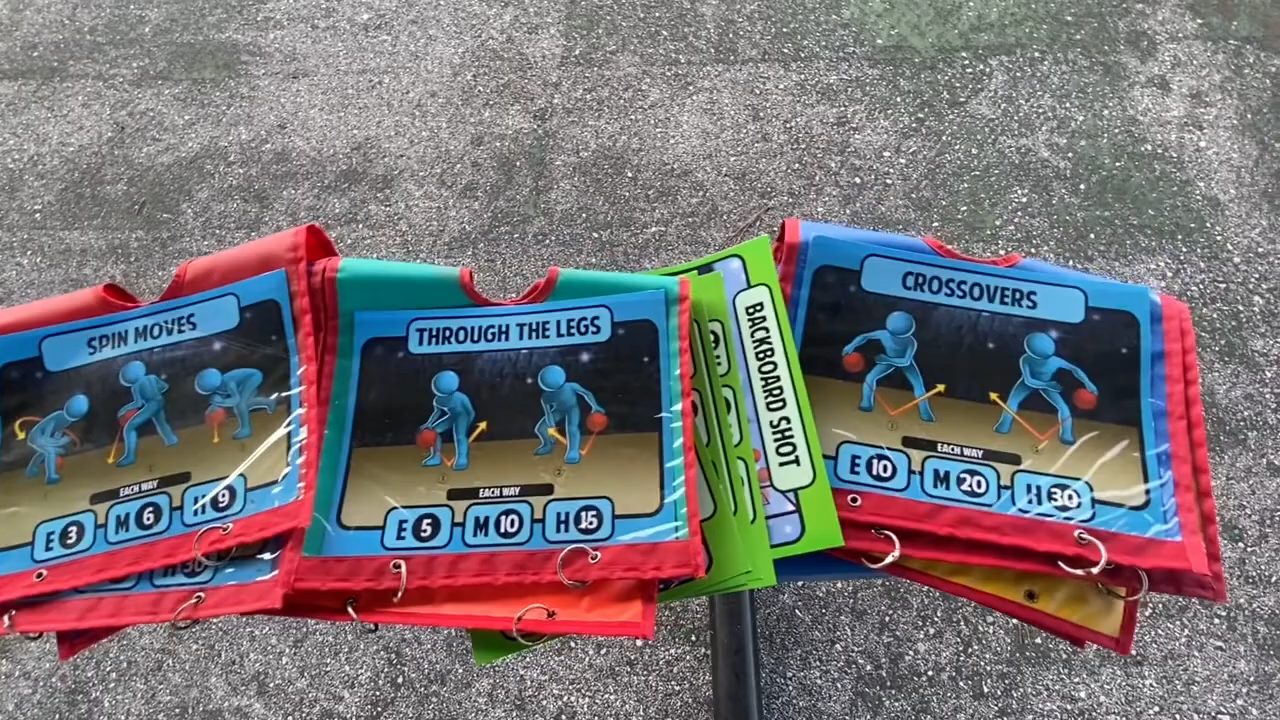 SPIN MOVES
EACH WAY
E 3 M 6 H 9
THROUGH THE LEGS
EACH WAY
E 5 M 10 H 15
BACKBOARD SHOT
CROSSOVERS
EACH WAY
E 10 M 20 H 30